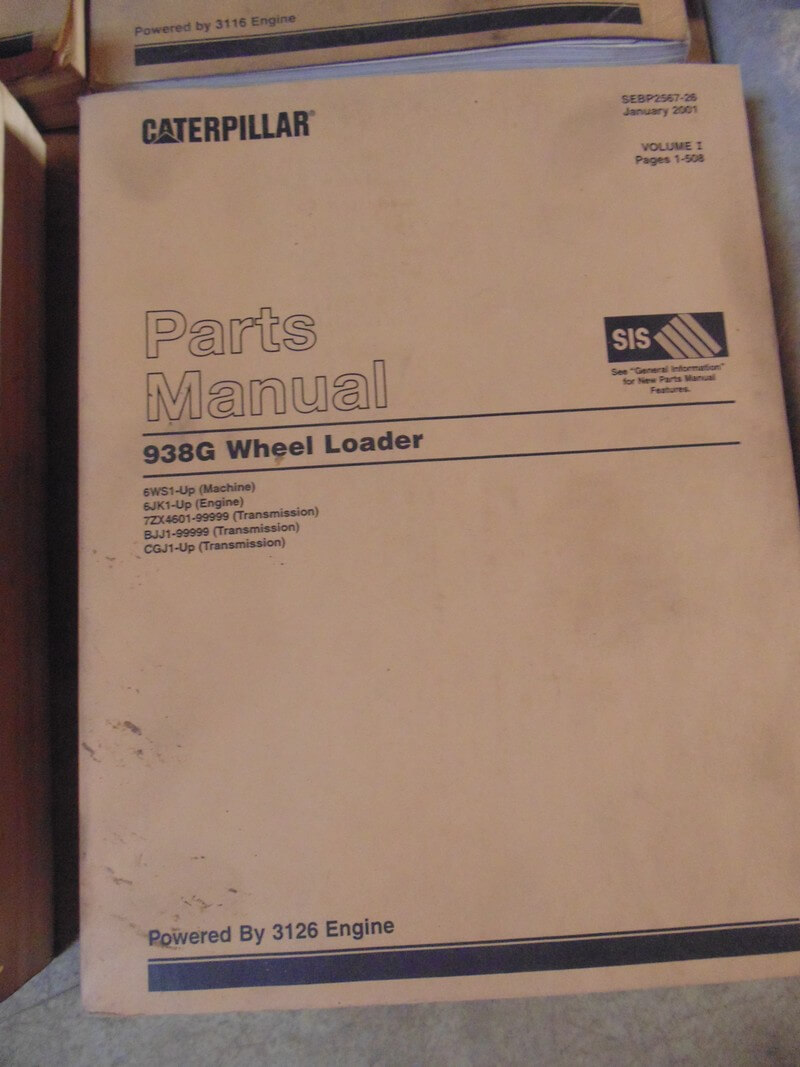 Powered by 3116 Engine
CATERPILLAR®
SEBP2567-26
January 2001
VOLUME I
Pages 1-508
Parts
Manual
SIS
See "General Information"
for New Parts Manual
Features.
938G Wheel Loader
6WS1-Up (Machine)
6JK1-Up (Engine)
7ZX4601-99999 (Transmission)
BJJ1-99999 (Transmission)
CGJ1-Up (Transmission)
Powered By 3126 Engine